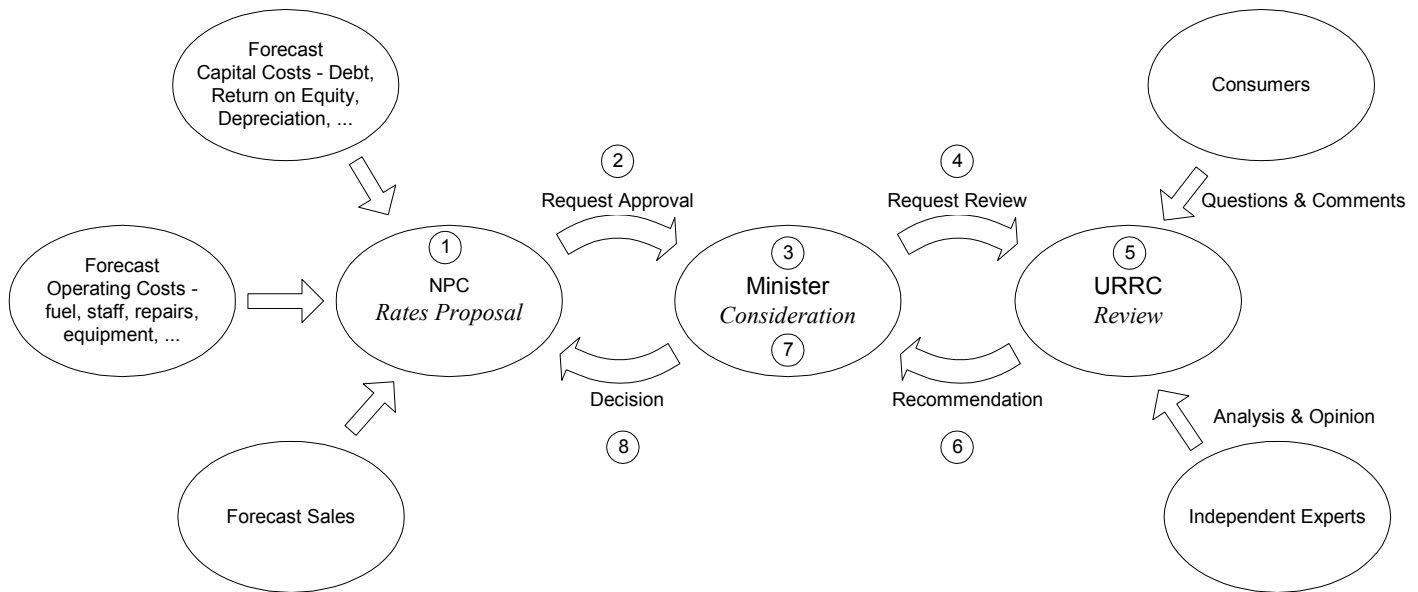 Forecast
Capital Costs - Debt,
Return on Equity,
Depreciation, ...
Consumers
2
4
Request Approval
Request Review
Questions & Comments
Forecast
Operating Costs -
fuel, staff, repairs,
equipment, ...
1
NPC
Rates Proposal
3
Minister
Consideration
7
5
URRC
Review
Decision
Recommendation
8
6
Analysis & Opinion
Forecast Sales
Independent Experts